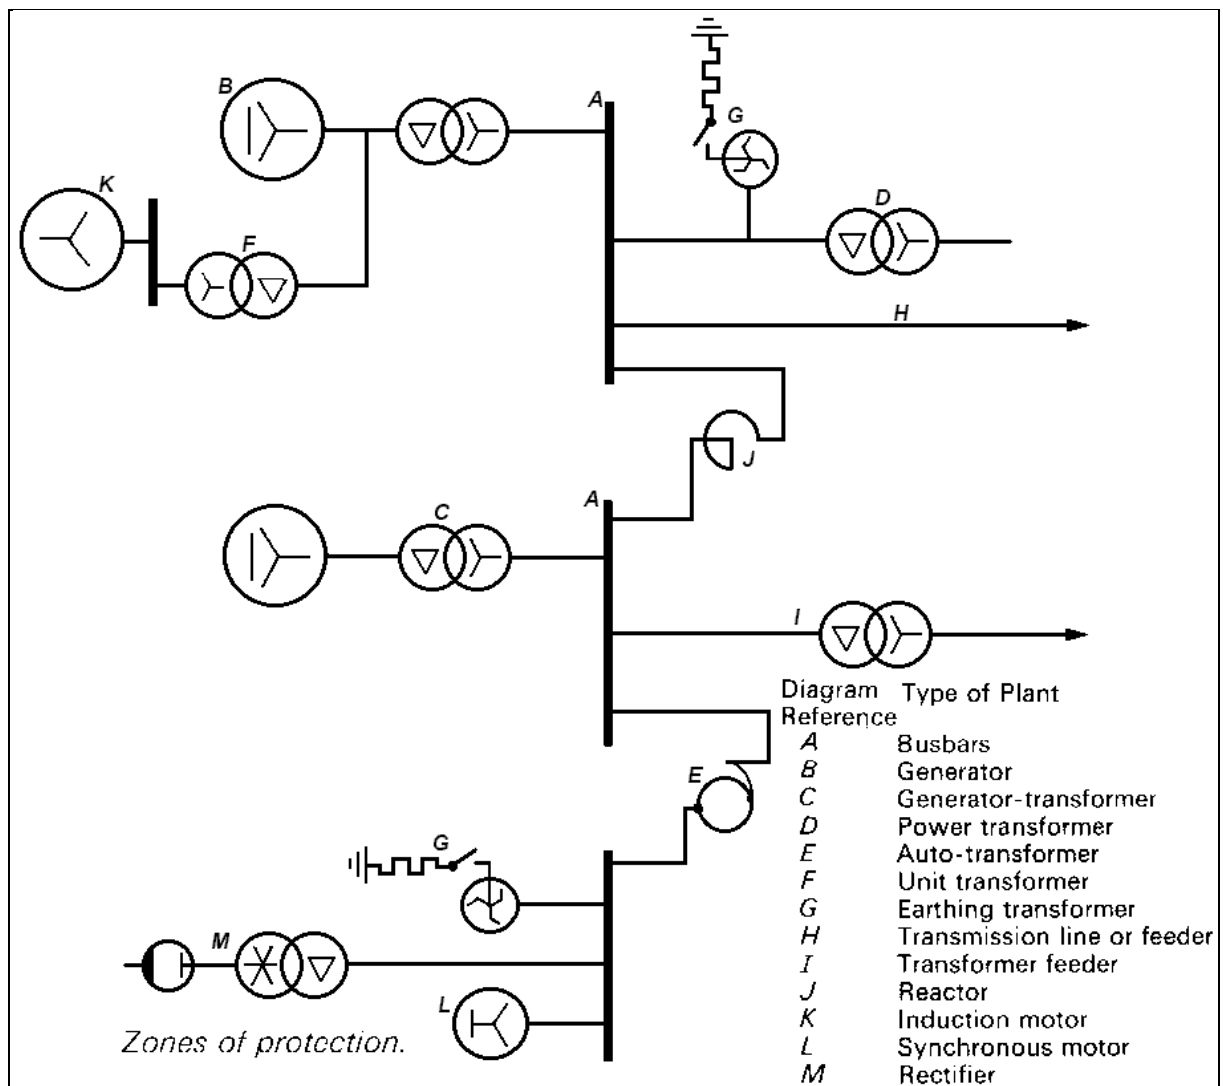 B
A
G
K
D
F
H
J
A
C
I
Diagram Reference Type of Plant
A Busbars
B Generator
C Generator-transformer
D Power transformer
E Auto-transformer
F Unit transformer
G Earthing transformer
H Transmission line or feeder
I Transformer feeder
J Reactor
K Induction motor
L Synchronous motor
M Rectifier
E
G
M
L
Zones of protection.